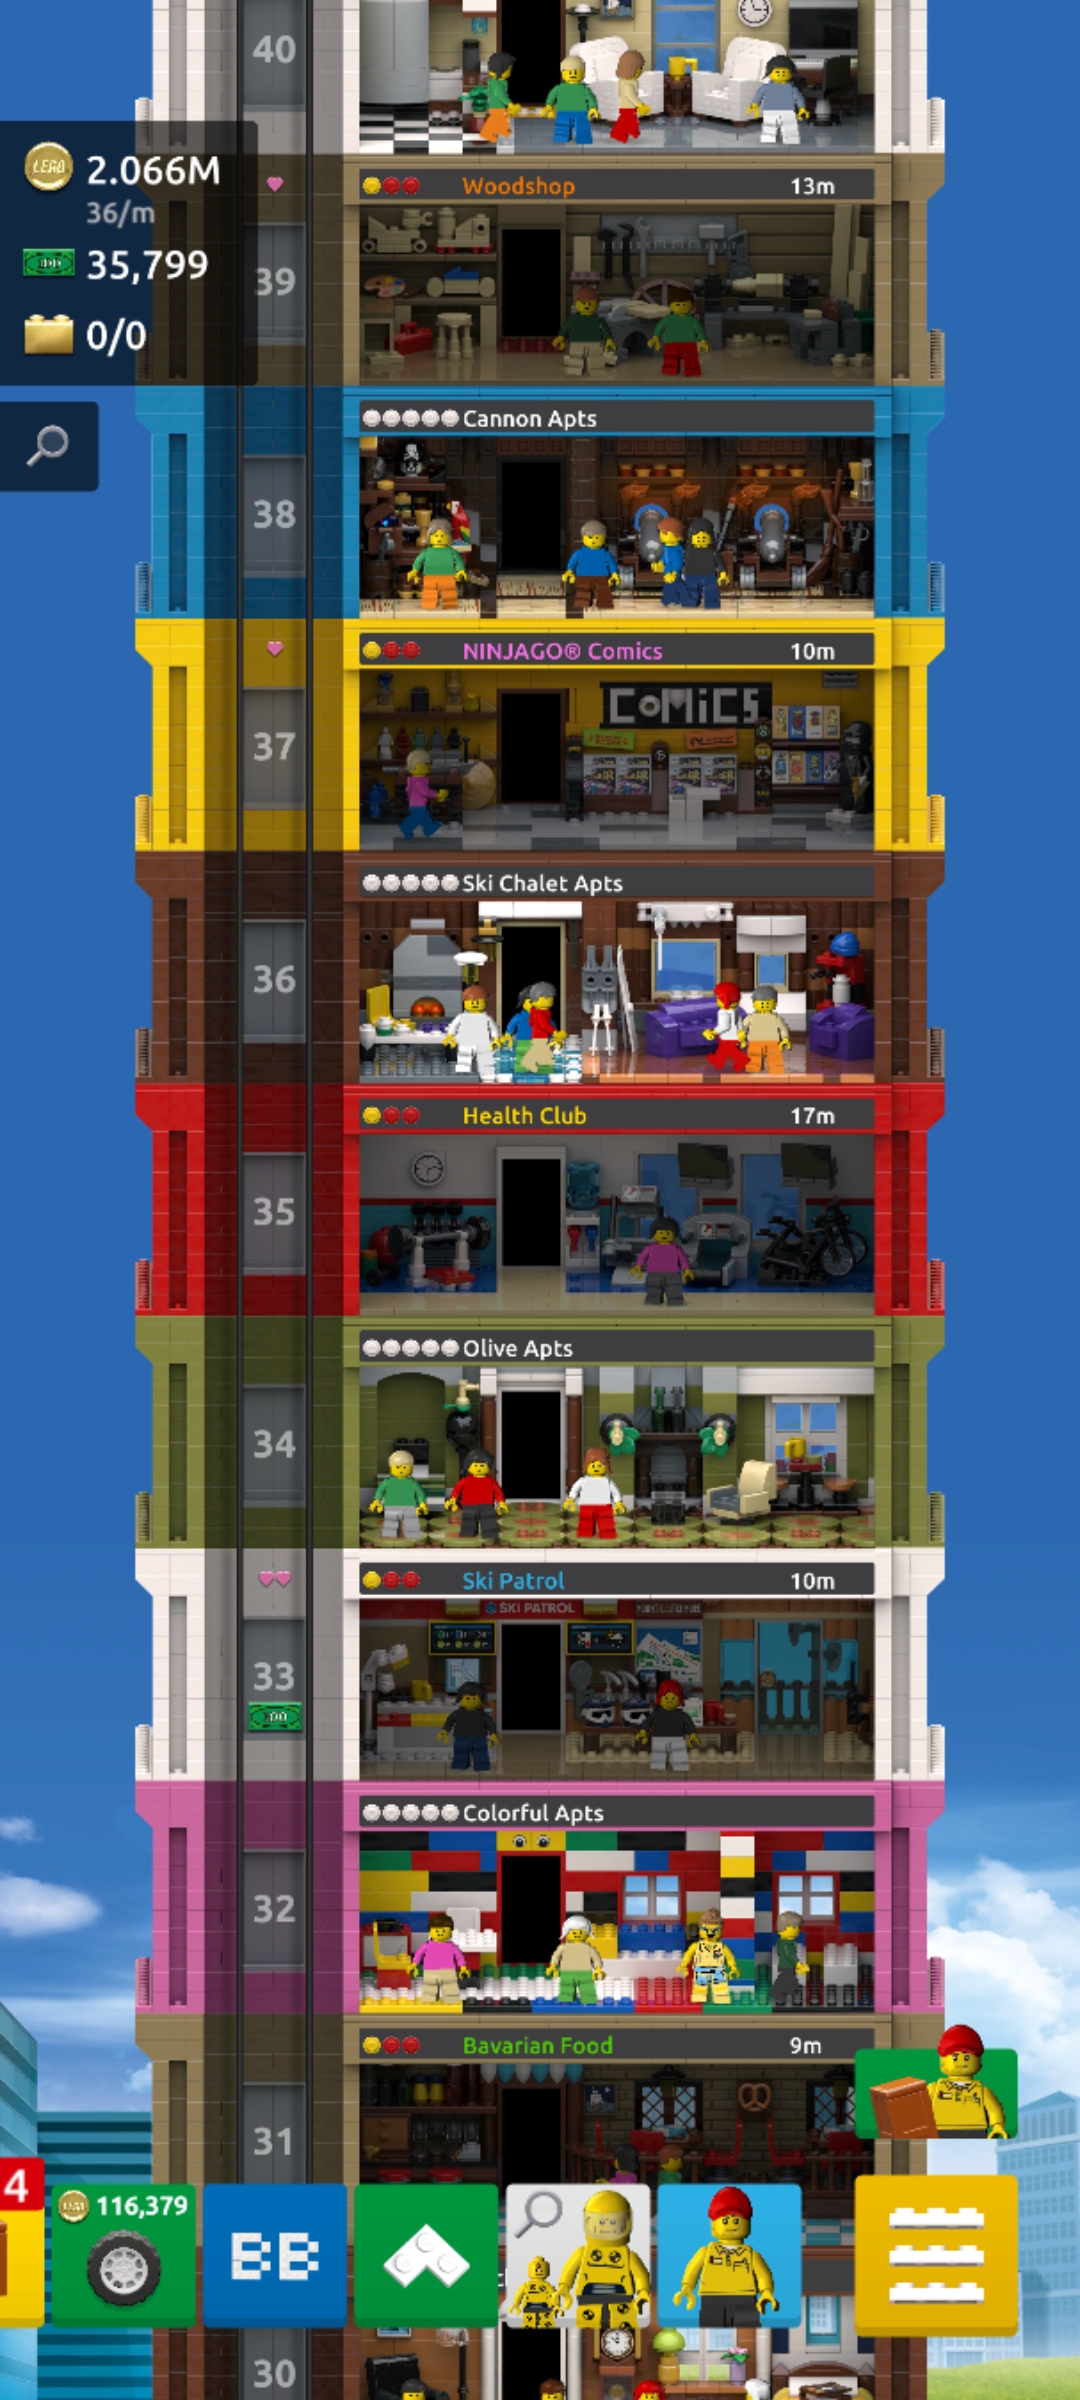 40
LEGO 2.066M
36/m
35,799
0/0
Woodshop 13m
39
Cannon Apts
38
NINJAGO® Comics 10m
COMiCS
37
Ski Chalet Apts
36
Health Club 17m
35
Olive Apts
34
Ski Patrol 10m
SKI PATROL
33
100
Colorful Apts
32
Bavarian Food 9m
31
4
116,379
BB
30